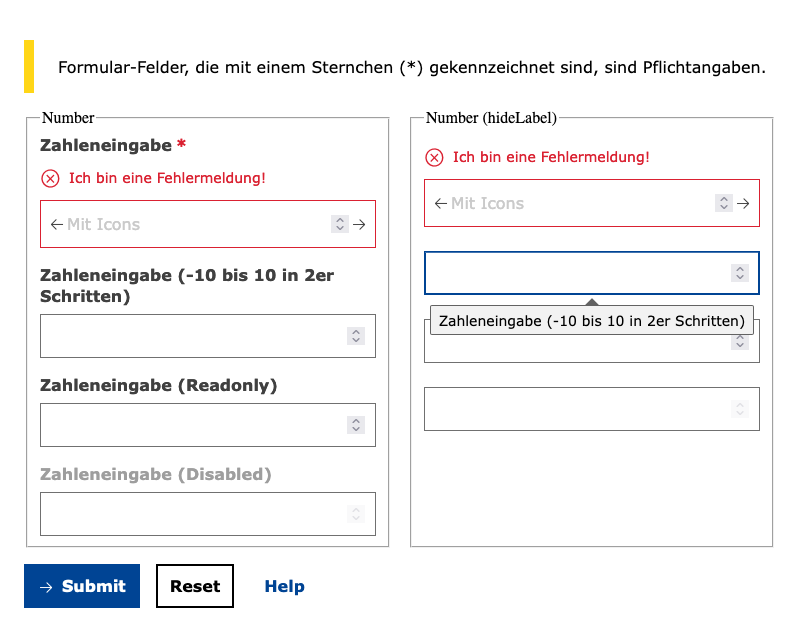 Formular-Felder, die mit einem Sternchen (*) gekennzeichnet sind, sind Pflichtangaben.
Number
Zahleneingabe *
Ich bin eine Fehlermeldung!
Mit Icons
Zahleneingabe (-10 bis 10 in 2er
Schritten)
Zahleneingabe (Readonly)
Zahleneingabe (Disabled)
Number (hideLabel)
Ich bin eine Fehlermeldung!
Mit Icons
Zahleneingabe (-10 bis 10 in 2er Schritten)
Submit
Reset
Help